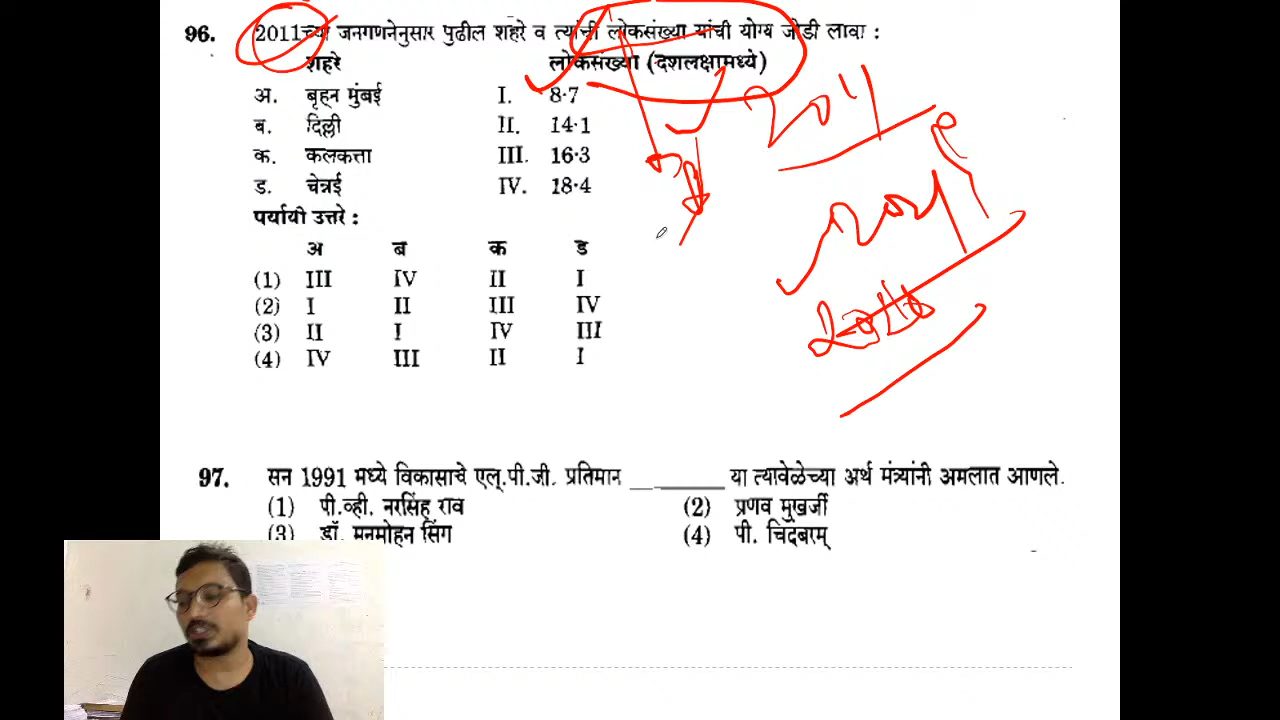 96. 2011च्या जनगणनेनुसार पुढील शहरे व त्यांची लोकसंख्या यांची योग्य जोडी लावा :
शहरे लोकसंख्या (दशलक्षामध्ये)
अ. बृहन मुंबई I. 8·7
ब. दिल्ली II. 14·1
क. कलकत्ता III. 16·3
ड. चेन्नई IV. 18·4
पर्यायी उत्तरे :
अ ब क ड
(1) III IV II I
(2) I II III IV
(3) II I IV III
(4) IV III II I
2011
2011
97. सन 1991 मध्ये विकासाचे एल्.पी.जी. प्रतिमान __ ______ या त्यावेळेच्या अर्थ मंत्र्यांनी अमलात आणले.
(1) पी.व्ही. नरसिंह राव (2) प्रणव मुखर्जी
(3) डॉ. मनमोहन सिंग (4) पी. चिदंबरम्